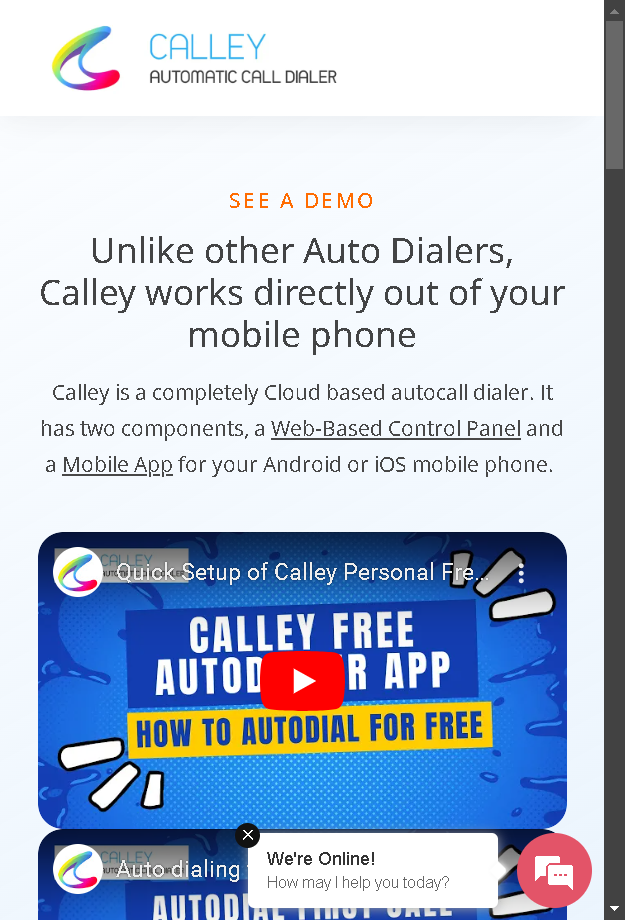 CALLEY
AUTOMATIC CALL DIALER
SEE A DEMO
Unlike other Auto Dialers,
Calley works directly out of your
mobile phone
Calley is a completely Cloud based autocall dialer. It
has two components, a Web-Based Control Panel and
a Mobile App for your Android or iOS mobile phone.
Quick Setup of Calley Personal Fre...
CALLEY FREE
R APP
HOW TO AUTODIAL FOR FREE
Auto dialing
AUTODIAL FIRST CALL
We're Online!
How may I help you today?